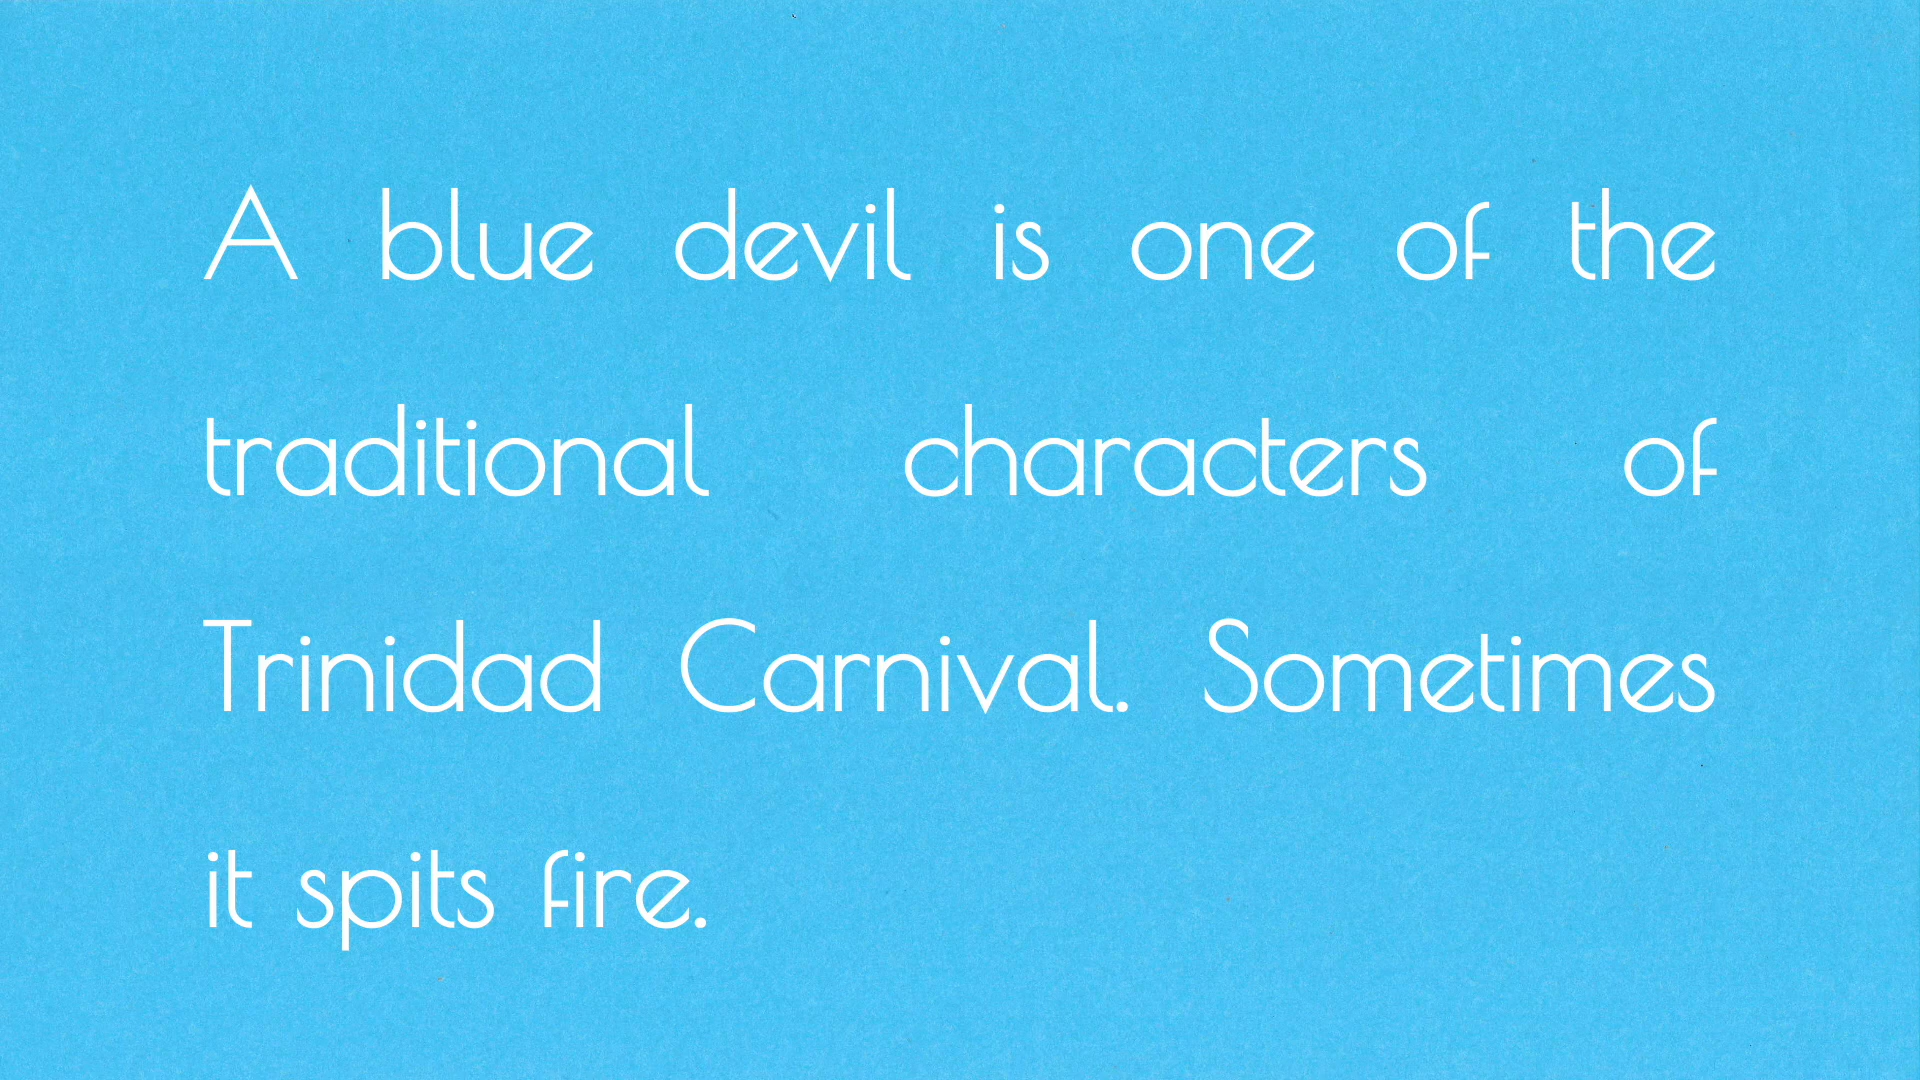 A blue devil is one of the
traditional characters of
Trinidad Carnival. Sometimes
it spits fire.